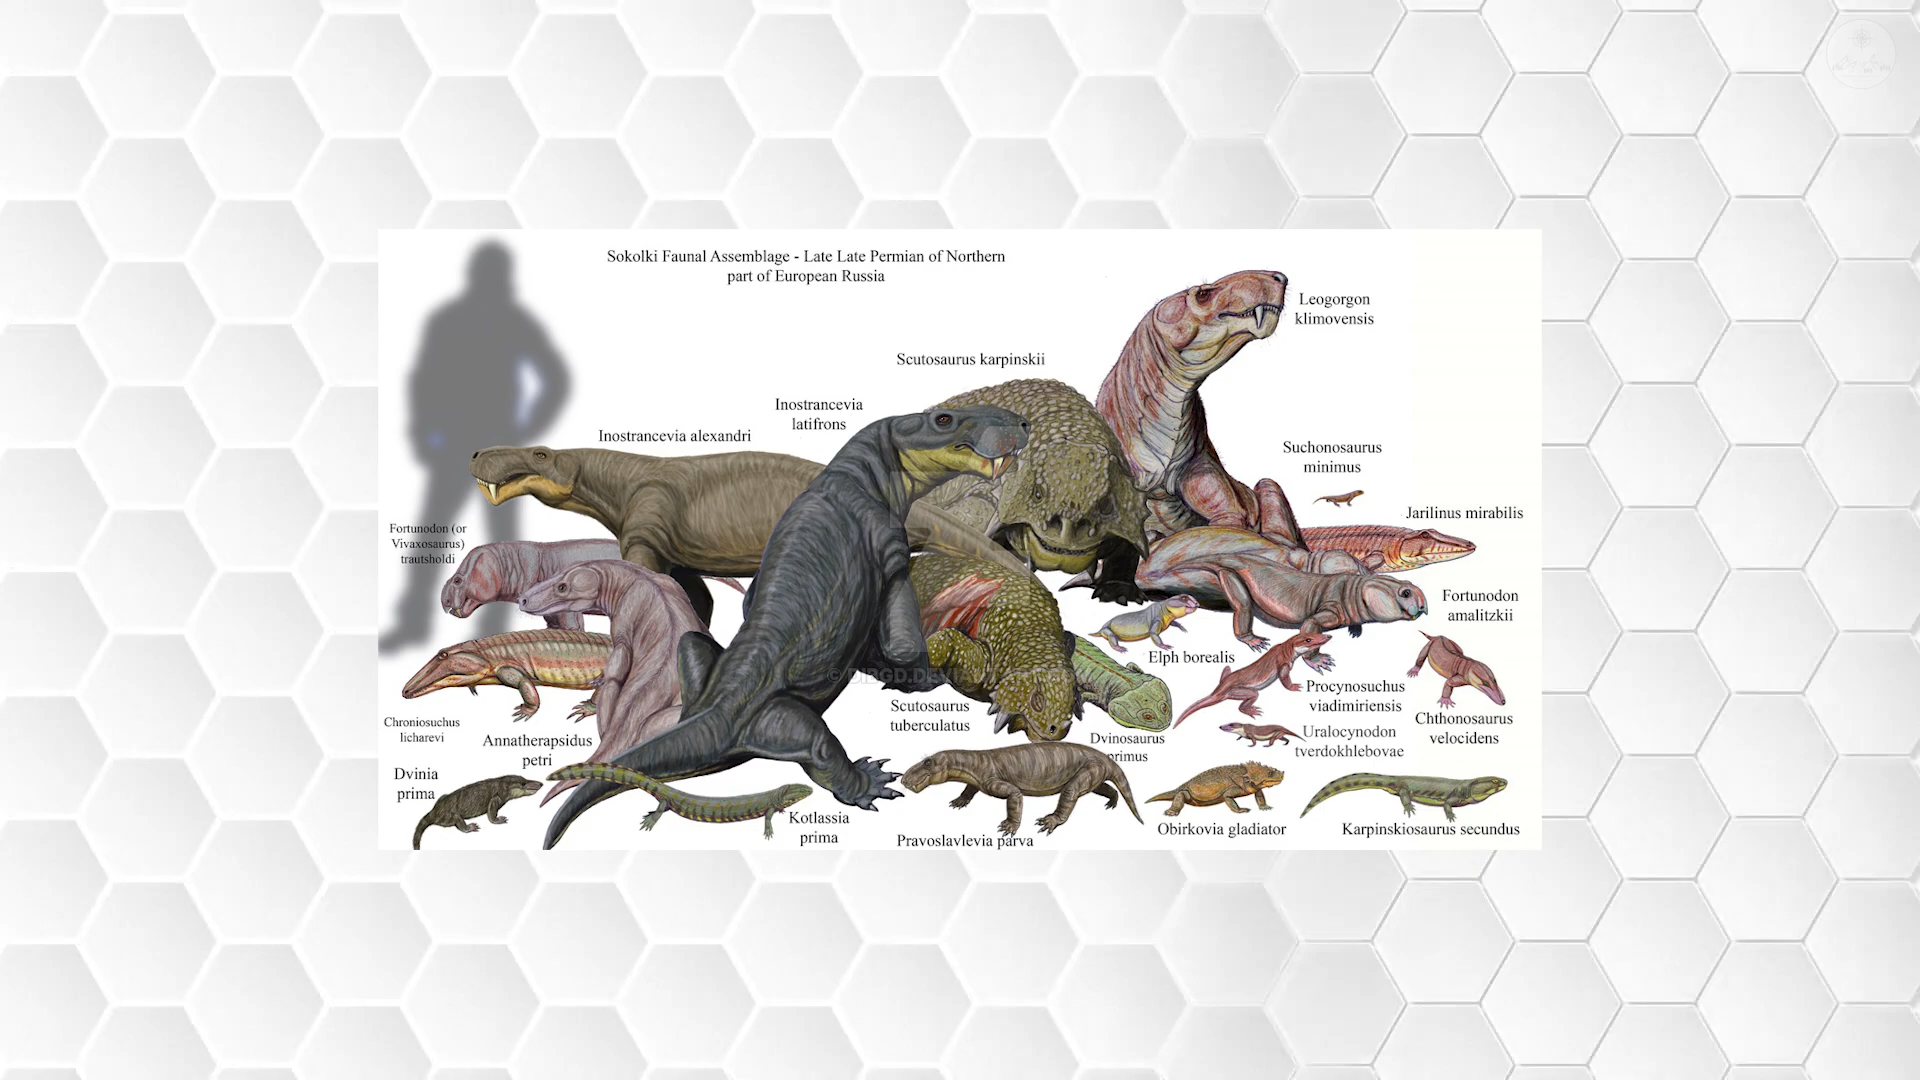 Sokolki Faunal Assemblage - Late Late Permian of Northern
part of European Russia
Leogorgon
klimovensis
Scutosaurus karpinskii
Inostrancevia
latifrons
Inostrancevia alexandri
Suchonosaurus
minimus
Jarilinus mirabilis
Fortunodon (or
Vivaxosaurus)
trautsholdi
Fortunodon
amalitzkii
Elph borealis
Procynosuchus
viadimiriensis
Chthonosaurus
velocidens
Scutosaurus
tuberculatus
Chroniosuchus
licharevi
Annatherapsidus
petri
Dvinosaurus
primus
Uralocynodon
tverdokhlebovae
Dvinia
prima
Kotlassia
prima
Pravoslavlevia parva
Obirkovia gladiator
Karpinskiosaurus secundus